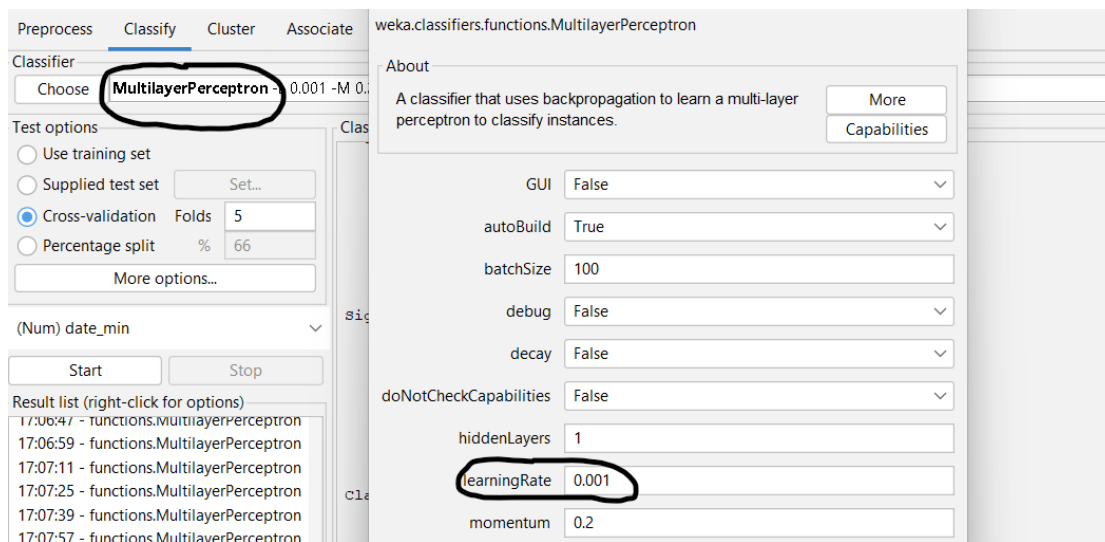 Preprocess Classify Cluster Associate
Classifier
Choose MultilayerPerceptron - 0.001 -M 0.
Test options
Use training set
Supplied test set Set...
Cross-validation Folds 5
Percentage split % 66
More options...
(Num) date_min
Start Stop
Result list (right-click for options)
17:06:47 - functions.MultilayerPerceptron
17:06:59 - functions.MultilayerPerceptron
17:07:11 - functions.MultilayerPerceptron
17:07:25 - functions.MultilayerPerceptron
17:07:39 - functions.MultilayerPerceptron
17:07:57 - functions.MultilayerPerceptron
Clas
Sig
Cla
weka.classifiers.functions.MultilayerPerceptron
About
A classifier that uses backpropagation to learn a multi-layer
perceptron to classify instances.
More
Capabilities
GUI False
autoBuild True
batchSize 100
debug False
decay False
doNotCheckCapabilities False
hiddenLayers 1
learningRate 0.001
momentum 0.2